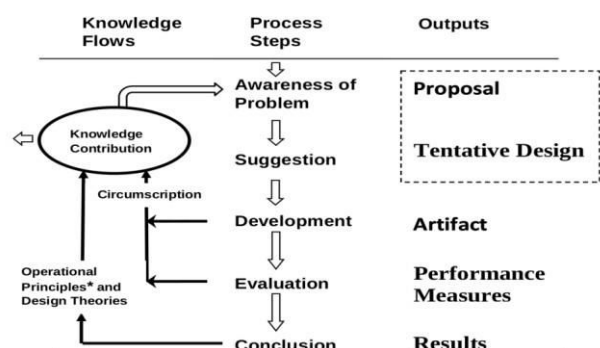 Knowledge Flows
Process Steps
Outputs
Awareness of Problem
Proposal
Knowledge Contribution
Suggestion
Tentative Design
Circumscription
Development
Artifact
Operational Principles* and Design Theories
Evaluation
Performance Measures
Conclusion
Results